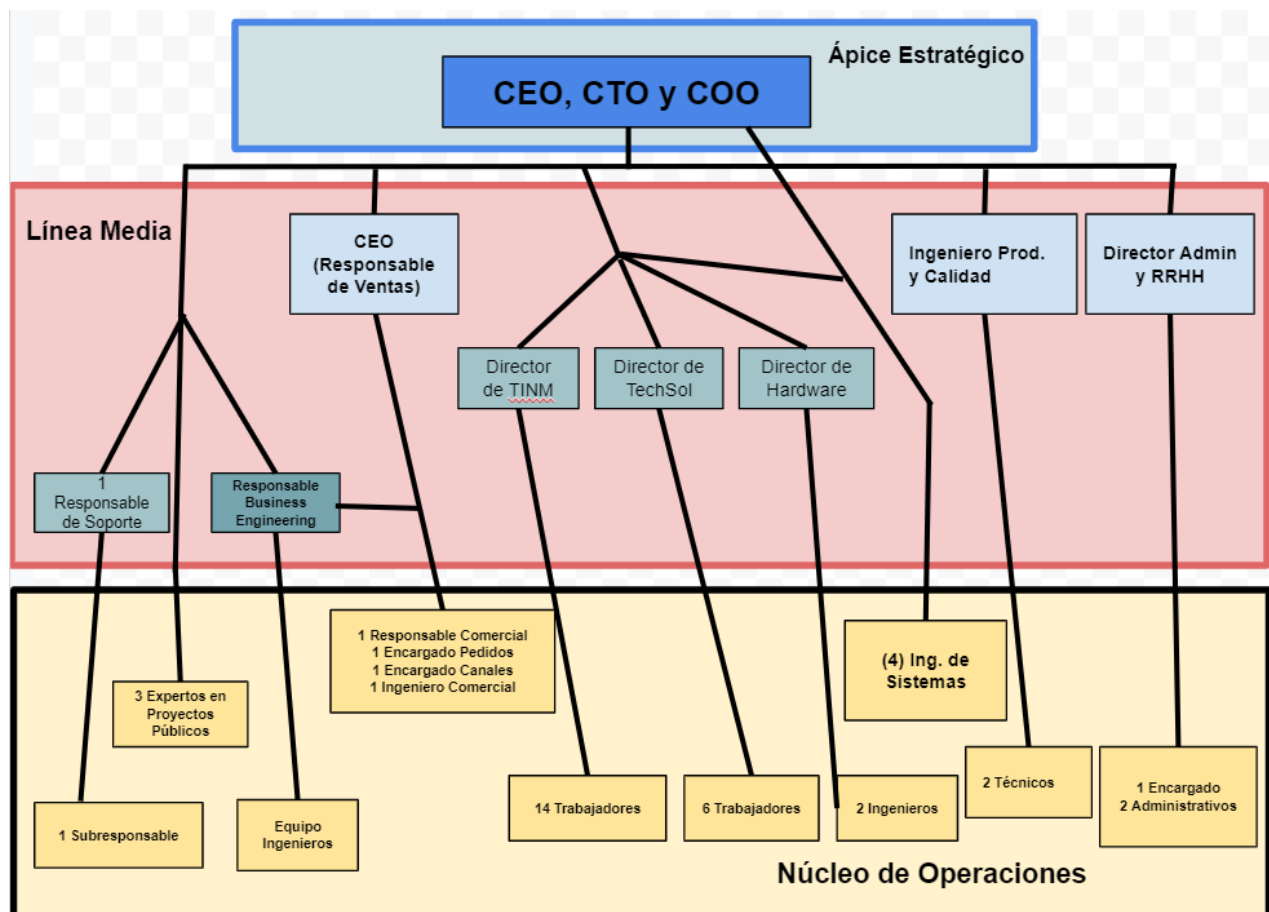 Ápice Estratégico
CEO, CTO y COO
Línea Media
CEO
(Responsable
de Ventas)
Ingeniero Prod.
y Calidad
Director Admin
y RRHH
Director
de TINM
Director de
TechSol
Director de
Hardware
1
Responsable
de Soporte
Responsable
Business
Engineering
1 Responsable Comercial
1 Encargado Pedidos
1 Encargado Canales
1 Ingeniero Comercial
(4) Ing. de
Sistemas
3 Expertos en
Proyectos
Públicos
1 Subresponsable
Equipo
Ingenieros
14 Trabajadores
6 Trabajadores
2 Ingenieros
2 Técnicos
1 Encargado
2 Administrativos
Núcleo de Operaciones